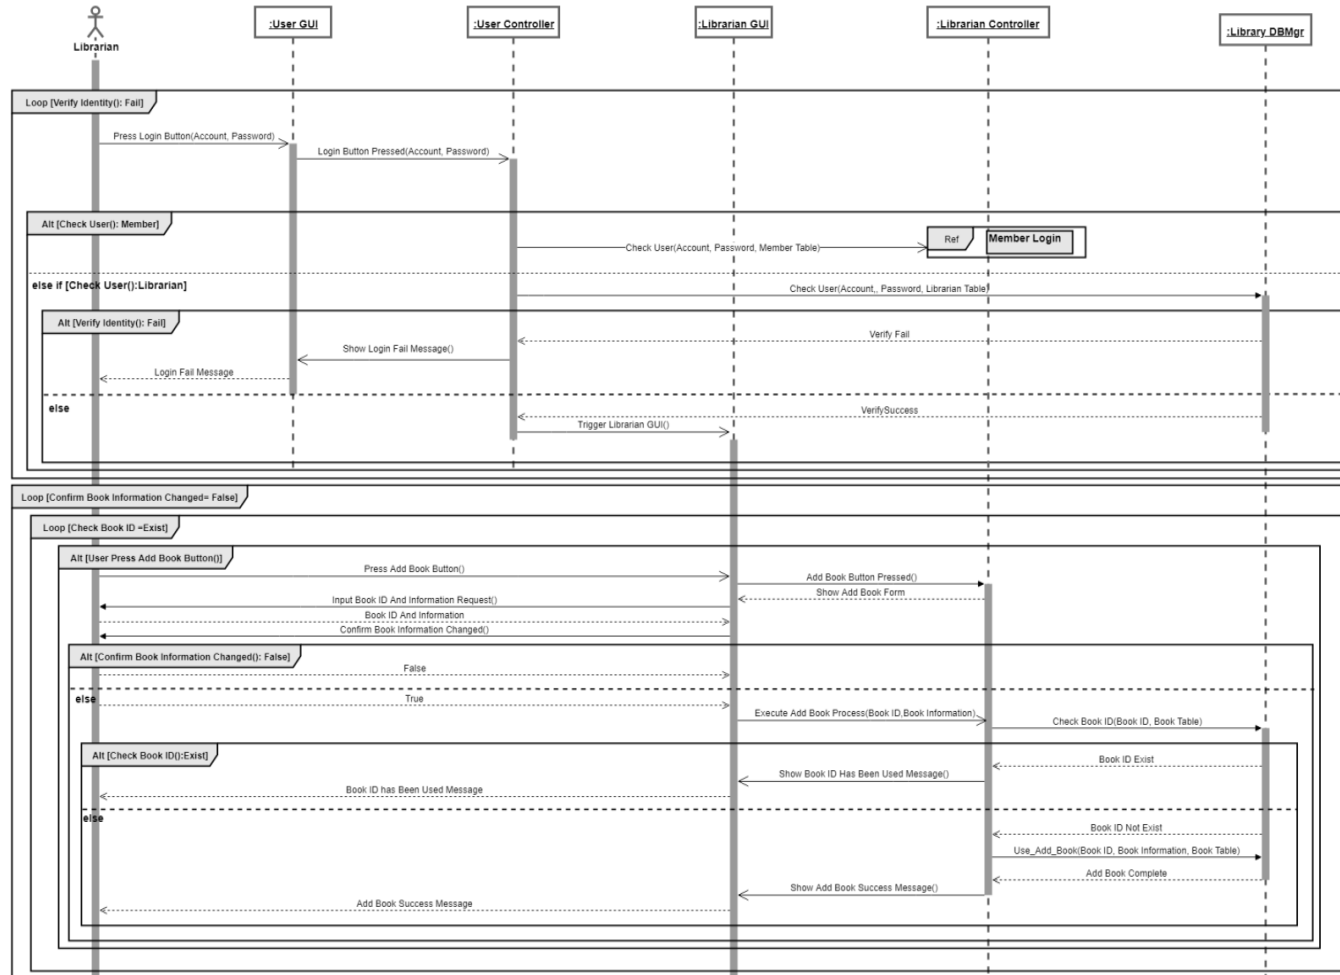 :User GUI
:User Controller
:Librarian GUI
:Librarian Controller
:Library DBMgr
Librarian
Loop [Verify Identity(): Fail]
Press Login Button(Account, Password)
Login Button Pressed(Account, Password)
Alt [Check User(): Member]
Ref
Member Login
Check User(Account, Password, Member Table)
else if [Check User():Librarian]
Check User(Account,, Password, Librarian Table)
Alt [Verify Identity(): Fail]
Verify Fail
Show Login Fail Message()
Login Fail Message
else
VerifySuccess
Trigger Librarian GUI()
Loop [Confirm Book Information Changed= False]
Loop [Check Book ID =Exist]
Alt [User Press Add Book Button()]
Press Add Book Button()
Add Book Button Pressed()
Show Add Book Form
Input Book ID And Information Request()
Book ID And Information
Confirm Book Information Changed()
Alt [Confirm Book Information Changed(): False]
False
else
True
Execute Add Book Process(Book ID,Book Information)
Check Book ID(Book ID, Book Table)
Alt [Check Book ID():Exist]
Book ID Exist
Show Book ID Has Been Used Message()
Book ID has Been Used Message
else
Book ID Not Exist
Use_Add_Book(Book ID, Book Information, Book Table)
Add Book Complete
Show Add Book Success Message()
Add Book Success Message